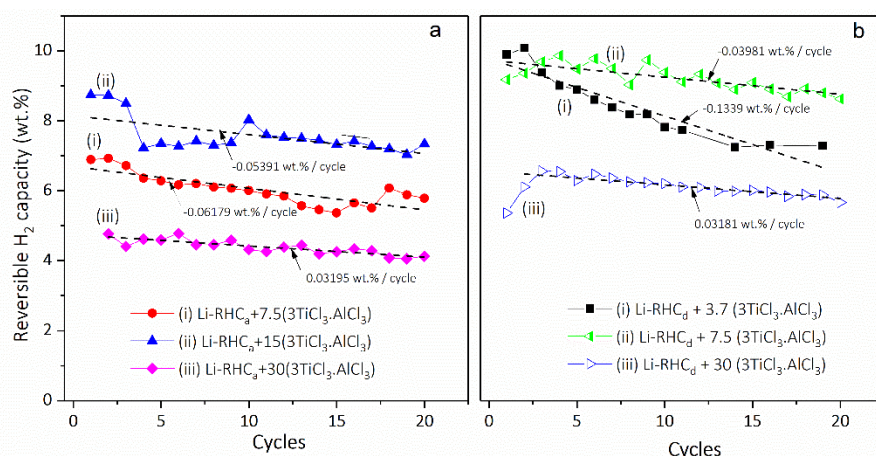 a
b
Reversible H2 capacity (wt.%)
10
8
6
4
2
0
(ii)
(i)
(iii)
-0.05391 wt.% / cycle
-0.06179 wt.% / cycle
0.03195 wt.% / cycle
(i) Li-RHCa+7.5(3TiCl3.AlCl3)
(ii) Li-RHCa+15(3TiCl3.AlCl3)
(iii) Li-RHCa+30(3TiCl3.AlCl3)
0 5 10 15 20
Cycles
(ii)
(i)
(iii)
-0.03981 wt.% / cycle
-0.1339 wt.% / cycle
0.03181 wt.% / cycle
(i) Li-RHCd + 3.7 (3TiCl3.AlCl3)
(ii) Li-RHCd + 7.5 (3TiCl3.AlCl3)
(iii) Li-RHCd + 30 (3TiCl3.AlCl3)
0 5 10 15 20
Cycles